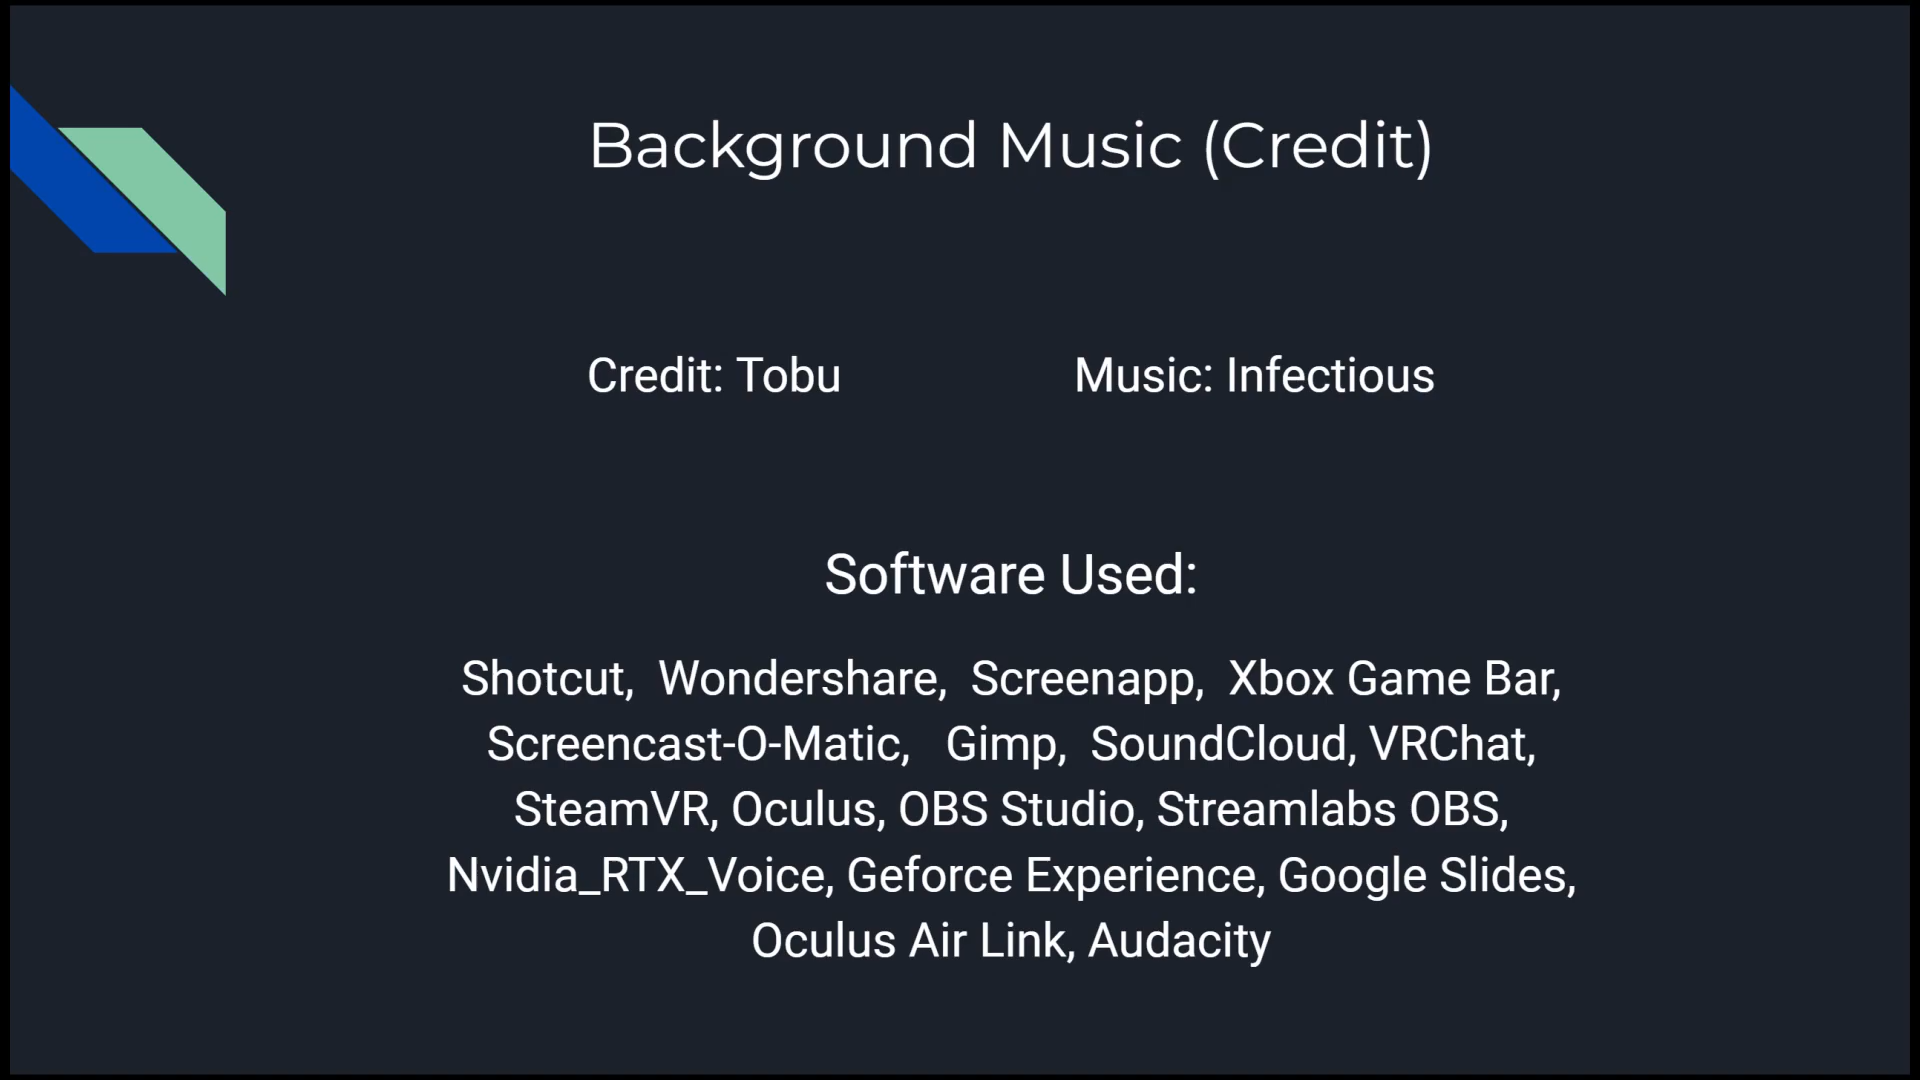 Background Music (Credit)
Credit: Tobu Music: Infectious
Software Used:
Shotcut, Wondershare, Screenapp, Xbox Game Bar,
Screencast-O-Matic, Gimp, SoundCloud, VRChat,
SteamVR, Oculus, OBS Studio, Streamlabs OBS,
Nvidia_RTX_Voice, Geforce Experience, Google Slides,
Oculus Air Link, Audacity